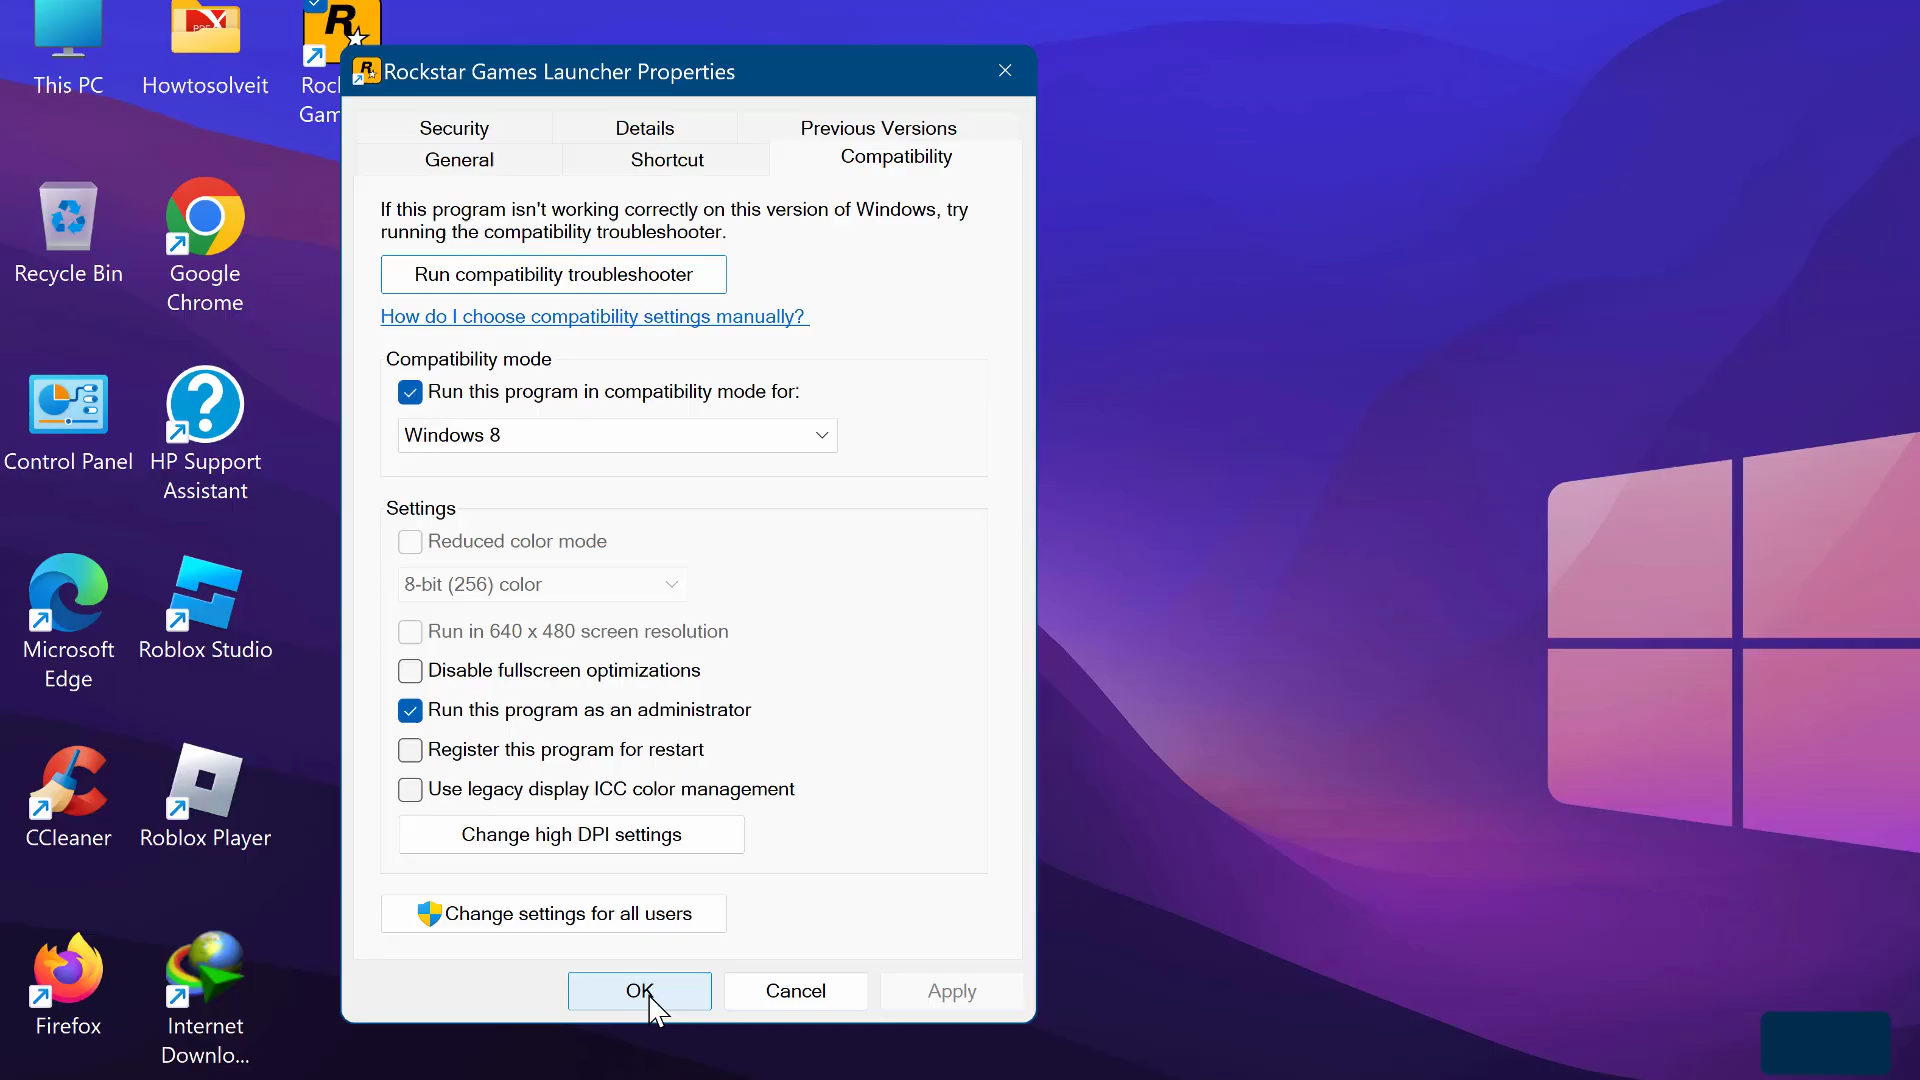 This PC
Howtosolveit
PDF
Recycle Bin
Google
Chrome
Control Panel
HP Support
Assistant
Microsoft
Edge
Roblox Studio
CCleaner
Roblox Player
Firefox
Internet
Downlo...
Rockstar Games Launcher Properties
Security
Details
Previous Versions
General
Shortcut
Compatibility
If this program isn't working correctly on this version of Windows, try
running the compatibility troubleshooter.
Run compatibility troubleshooter
How do I choose compatibility settings manually?
Compatibility mode
Run this program in compatibility mode for:
Windows 8
Settings
Reduced color mode
8-bit (256) color
Run in 640 x 480 screen resolution
Disable fullscreen optimizations
Run this program as an administrator
Register this program for restart
Use legacy display ICC color management
Change high DPI settings
Change settings for all users
OK
Cancel
Apply